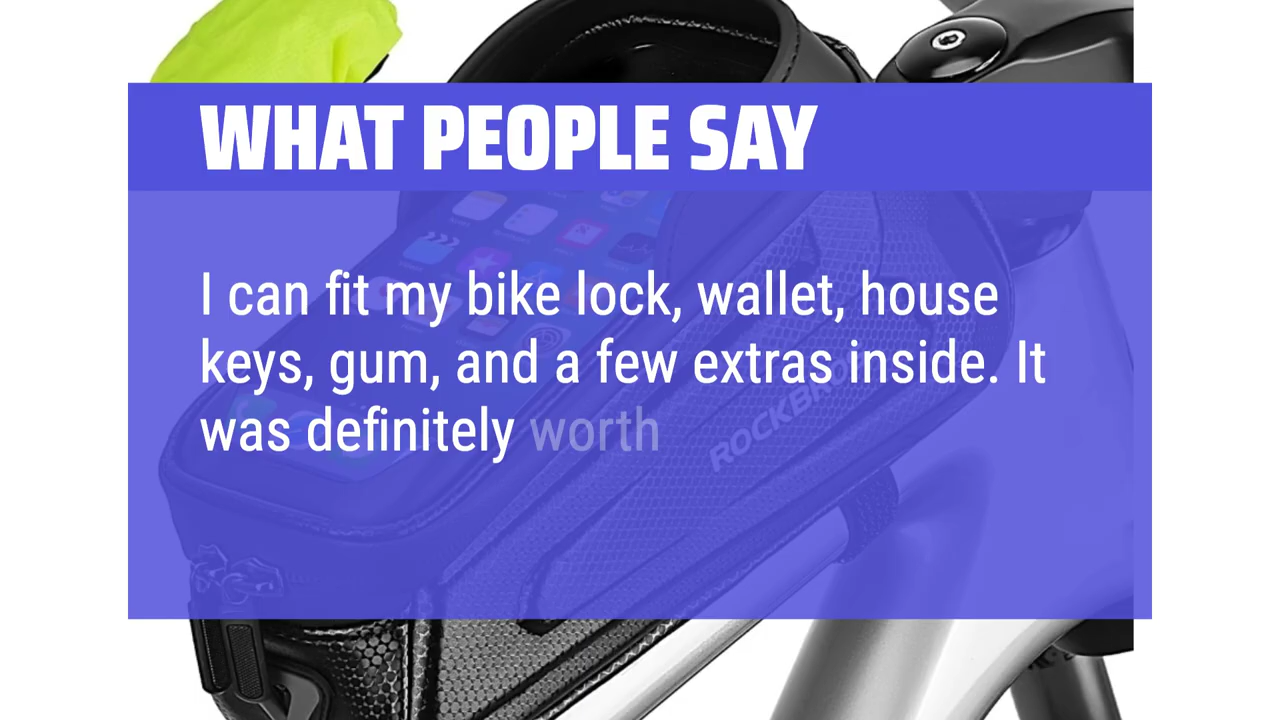 WHAT PEOPLE SAY
I can fit my bike lock, wallet, house
keys, gum, and a few extras inside. It
was definitely worth